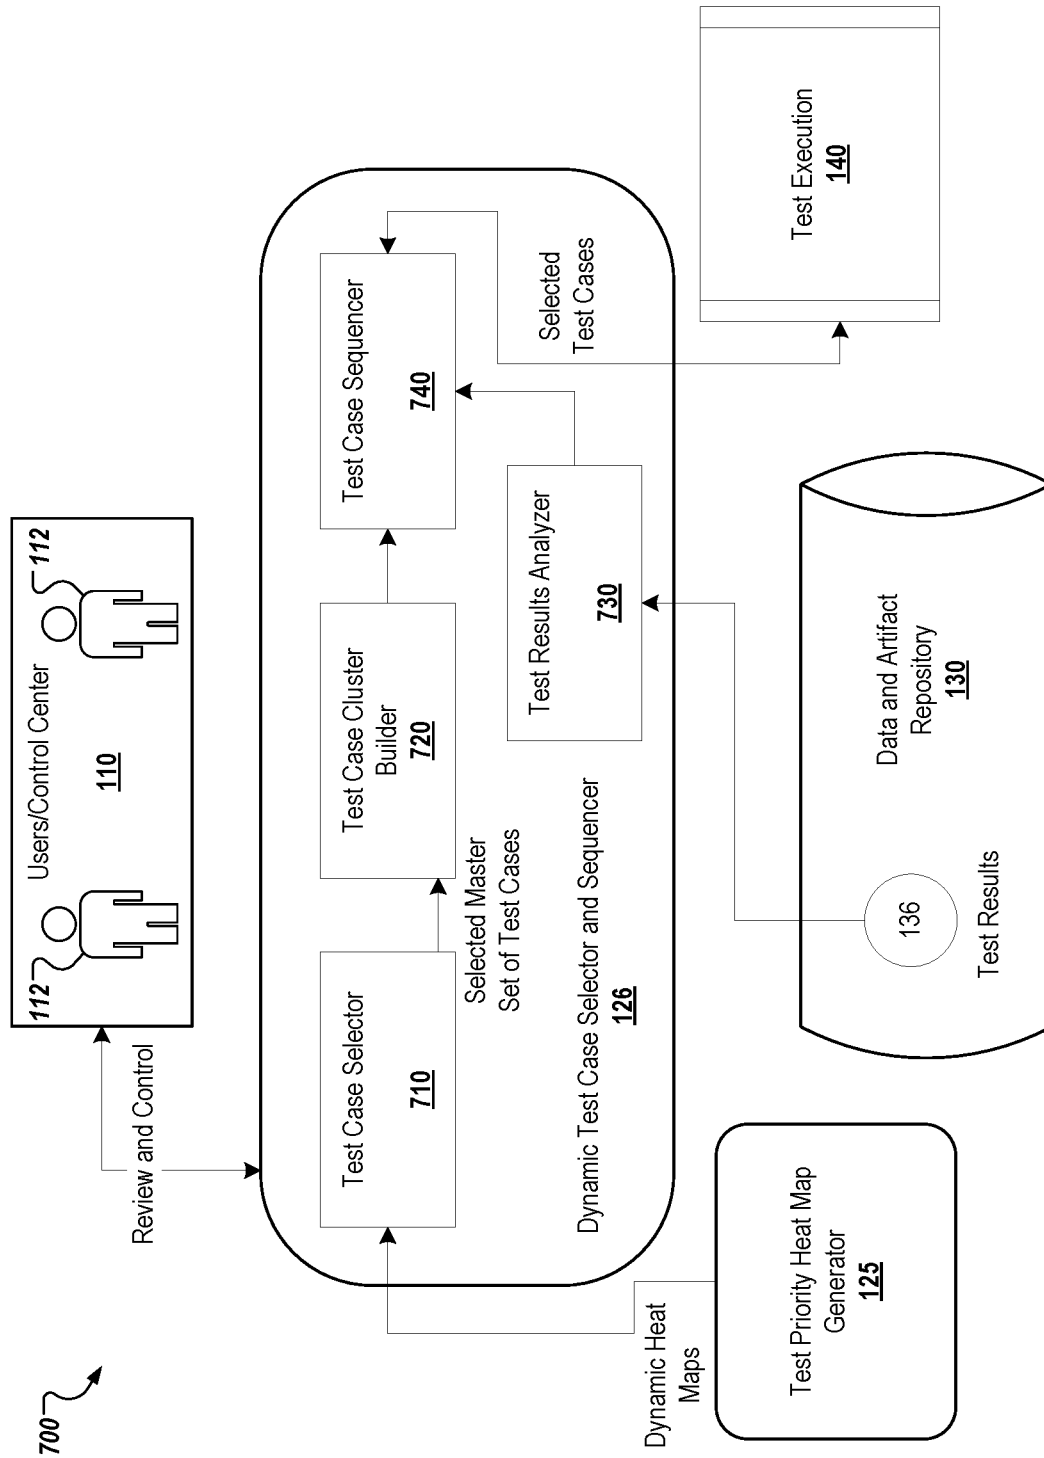 700
Review and Control
112
112
Users/Control Center
110
Test Case Selector
710
Selected Master
Set of Test Cases
Test Case Cluster
Builder
720
Test Case Sequencer
740
Test Results Analyzer
730
Selected
Test Cases
Dynamic Test Case Selector and Sequencer
126
Dynamic Heat
Maps
Test Priority Heat Map
Generator
125
136
Test Results
Data and Artifact
Repository
130
Test Execution
140